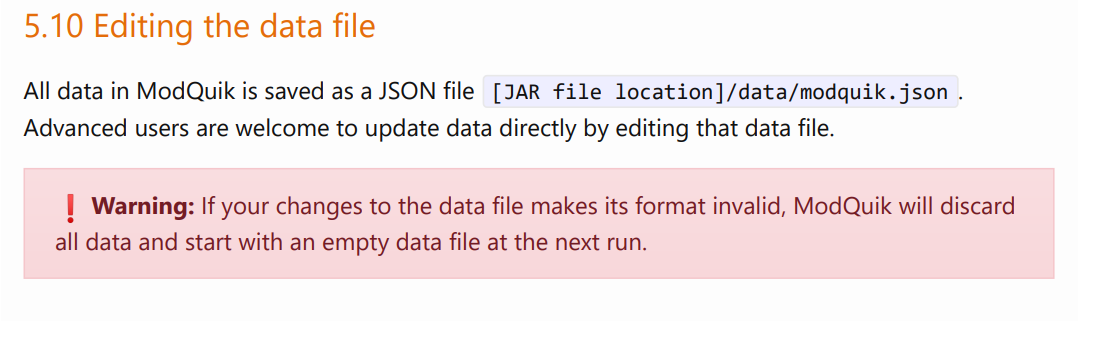 5.10 Editing the data file
All data in ModQuik is saved as a JSON file [JAR file location]/data/modquik.json .
Advanced users are welcome to update data directly by editing that data file.
❗ Warning: If your changes to the data file makes its format invalid, ModQuik will discard
all data and start with an empty data file at the next run.